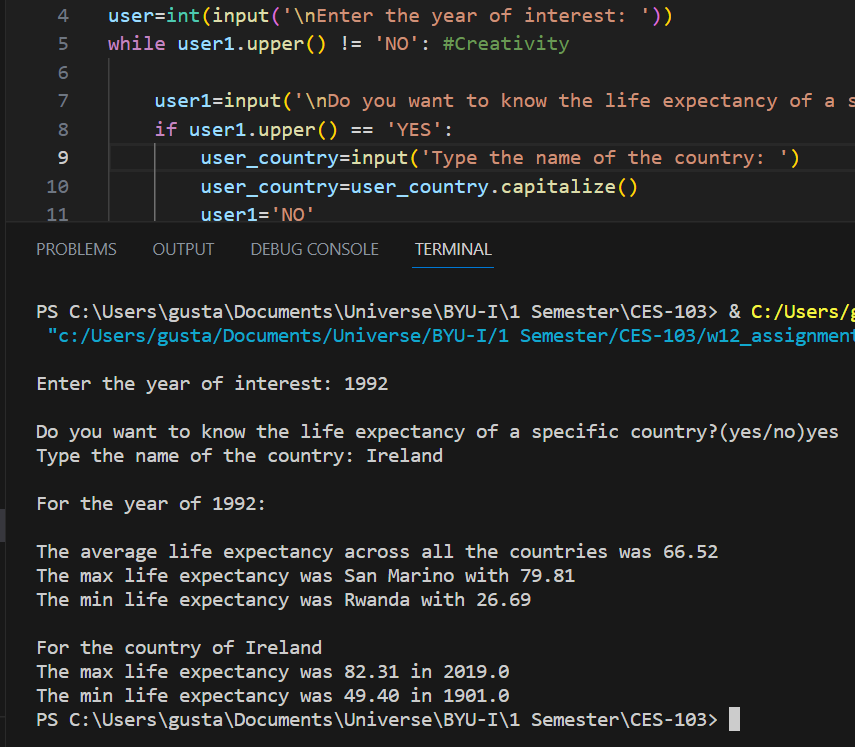 4 user=int(input('\nEnter the year of interest: '))
5 while user1.upper() != 'NO': #Creativity
6
7 user1=input('\nDo you want to know the life expectancy of a s
8 if user1.upper() == 'YES':
9 user_country=input('Type the name of the country: ')
10 user_country=user_country.capitalize()
11 user1='NO'
PROBLEMS OUTPUT DEBUG CONSOLE TERMINAL
PS C:\Users\gusta\Documents\Universe\BYU-I\1 Semester\CES-103> & C:/Users/g
"c:/Users/gusta/Documents/Universe/BYU-I/1 Semester/CES-103/w12_assignment
Enter the year of interest: 1992
Do you want to know the life expectancy of a specific country?(yes/no)yes
Type the name of the country: Ireland
For the year of 1992:
The average life expectancy across all the countries was 66.52
The max life expectancy was San Marino with 79.81
The min life expectancy was Rwanda with 26.69
For the country of Ireland
The max life expectancy was 82.31 in 2019.0
The min life expectancy was 49.40 in 1901.0
PS C:\Users\gusta\Documents\Universe\BYU-I\1 Semester\CES-103>